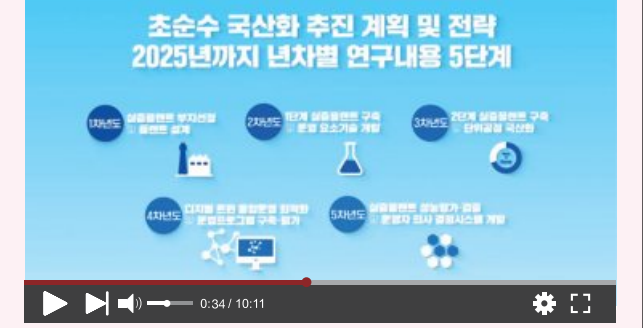 초순수 국산화 추진 계획 및 전략
2025년까지 년차별 연구내용 5단계
1차년도
실증플랜트 부지선정
및 플랜트 설계
2차년도
1단계 실증플랜트 구축
및 운영 요소기술 개발
3차년도
2단계 실증플랜트 구축
및 단위공정 국산화
4차년도
디지털 트윈 통합운영 최적화
및 운영프로그램 구축·평가
5차년도
실증플랜트 성능평가·검증
및 운영자 의사 결정시스템 개발
0:34 / 10:11